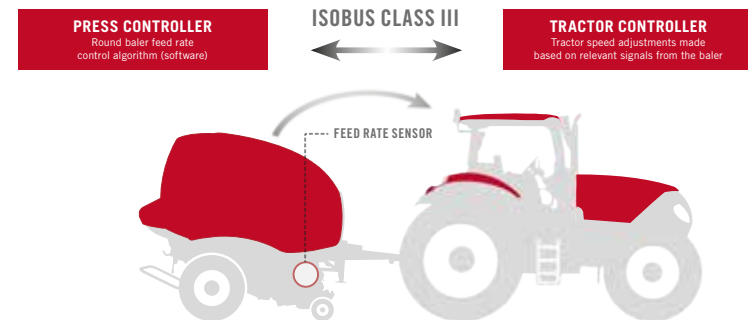 PRESS CONTROLLER
Round baler feed rate
control algorithm (software)
ISOBUS CLASS III
TRACTOR CONTROLLER
Tractor speed adjustments made
based on relevant signals from the baler
FEED RATE SENSOR